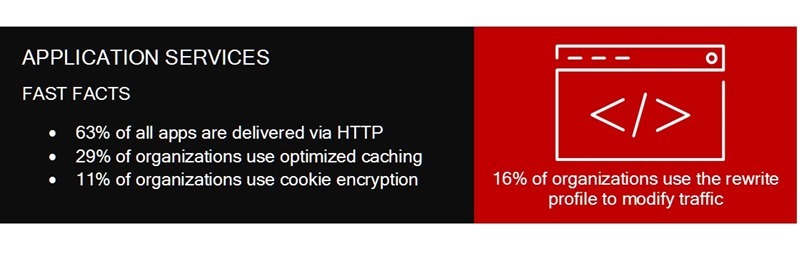 APPLICATION SERVICES
FAST FACTS
• 63% of all apps are delivered via HTTP
• 29% of organizations use optimized caching
• 11% of organizations use cookie encryption
</>
16% of organizations use the rewrite
profile to modify traffic